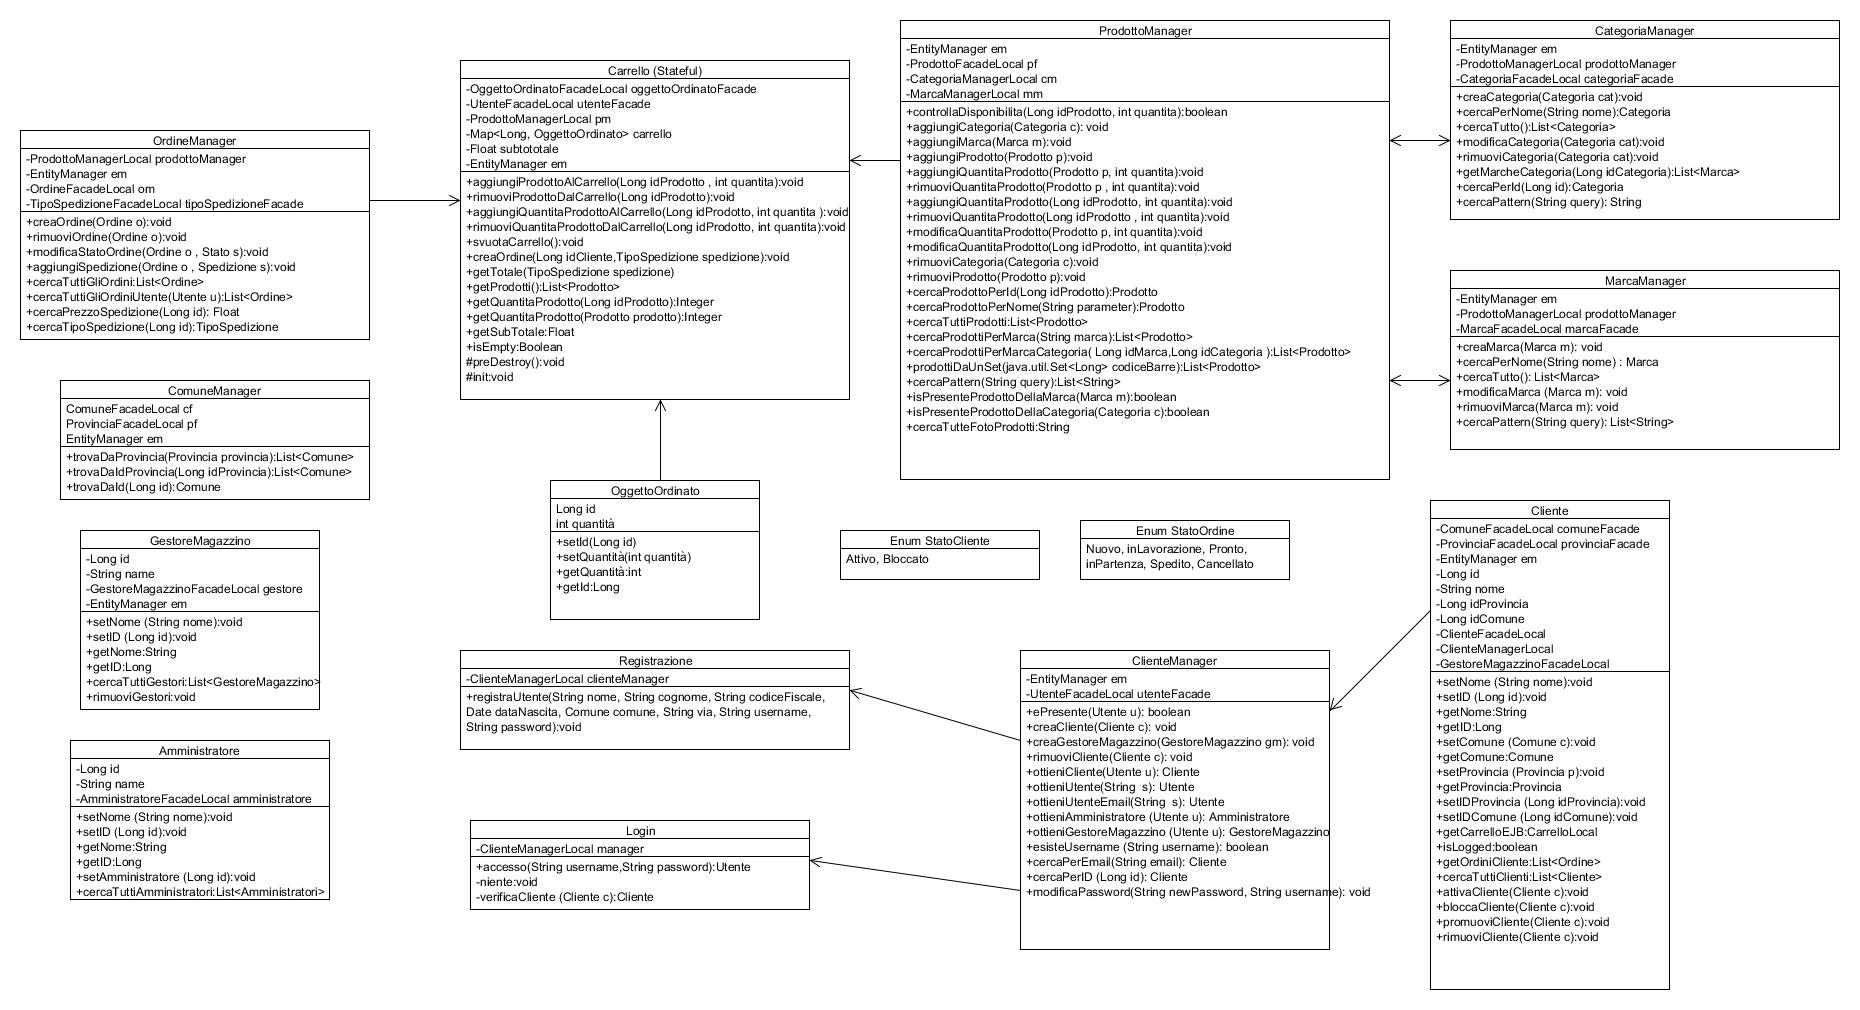 OrdineManager
-ProdottoManagerLocal prodottoManager
-EntityManager em
-OrdineFacadeLocal om
-TipoSpedizioneFacadeLocal tipoSpedizioneFacade
+creaOrdine(Ordine o):void
+rimuoviOrdine(Ordine o):void
+modificaStatoOrdine(Ordine o , Stato s):void
+aggiungiSpedizione(Ordine o , Spedizione s):void
+cercaTuttiGliOrdini:List<Ordine>
+cercaTuttiGliOrdiniUtente(Utente u):List<Ordine>
+cercaPrezzoSpedizione(Long id): Float
+cercaTipoSpedizione(Long id):TipoSpedizione
ComuneManager
ComuneFacadeLocal cf
ProvinciaFacadeLocal pf
EntityManager em
+trovaDaProvincia(Provincia provincia):List<Comune>
+trovaDaIdProvincia(Long idProvincia):List<Comune>
+trovaDaId(Long id):Comune
GestoreMagazzino
-Long id
-String name
-GestoreMagazzinoFacadeLocal gestore
-EntityManager em
+setNome (String nome):void
+setID (Long id):void
+getNome:String
+getID:Long
+cercaTuttiGestori:List<GestoreMagazzino>
+rimuoviGestori:void
Amministratore
-Long id
-String name
-AmministratoreFacadeLocal amministratore
+setNome (String nome):void
+setID (Long id):void
+getNome:String
+getID:Long
+setAmministratore (Long id):void
+cercaTuttiAmministratori:List<Amministratori>
Carrello (Stateful)
-OggettoOrdinatoFacadeLocal oggettoOrdinatoFacade
-UtenteFacadeLocal utenteFacade
-ProdottoManagerLocal pm
-Map<Long, OggettoOrdinato> carrello
-Float subtotale
-EntityManager em
+aggiungiProdottoAlCarrello(Long idProdotto , int quantita):void
+rimuoviProdottoDalCarrello(Long idProdotto):void
+aggiungiQuantitaProdottoAlCarrello(Long idProdotto, int quantita ):void
+rimuoviQuantitaProdottoDalCarrello(Long idProdotto, int quantita):void
+svuotaCarrello():void
+creaOrdine(Long idCliente,TipoSpedizione spedizione):void
+getTotale(TipoSpedizione spedizione)
+getProdotti():List<Prodotto>
+getQuantitaProdotto(Long idProdotto):Integer
+getQuantitaProdotto(Prodotto prodotto):Integer
+getSubTotale:Float
+isEmpty:Boolean
#preDestroy():void
#init:void
OggettoOrdinato
Long id
int quantità
+setId(Long id)
+setQuantità(int quantità)
+getQuantità:int
+getId:Long
Registrazione
-ClienteManagerLocal clienteManager
+registraUtente(String nome, String cognome, String codiceFiscale,
Date dataNascita, Comune comune, String via, String username,
String password):void
Login
-ClienteManagerLocal manager
+accesso(String username,String password):Utente
-niente:void
-verificaCliente (Cliente c):Cliente
Enum StatoCliente
Attivo, Bloccato
Enum StatoOrdine
Nuovo, inLavorazione, Pronto,
inPartenza, Spedito, Cancellato
ProdottoManager
-EntityManager em
-ProdottoFacadeLocal pf
-CategoriaManagerLocal cm
-MarcaManagerLocal mm
+controllaDisponibilita(Long idProdotto, int quantita):boolean
+aggiungiCategoria(Categoria c): void
+aggiungiMarca(Marca m):void
+aggiungiProdotto(Prodotto p):void
+aggiungiQuantitaProdotto(Prodotto p, int quantita):void
+rimuoviQuantitaProdotto(Prodotto p , int quantita):void
+aggiungiQuantitaProdotto(Long idProdotto, int quantita):void
+rimuoviQuantitaProdotto(Long idProdotto , int quantita):void
+modificaQuantitaProdotto(Prodotto p, int quantita):void
+modificaQuantitaProdotto(Long idProdotto, int quantita):void
+rimuoviCategoria(Categoria c):void
+rimuoviProdotto(Prodotto p):void
+cercaProdottoPerId(Long idProdotto):Prodotto
+cercaProdottoPerNome(String parameter):Prodotto
+cercaTuttiProdotti:List<Prodotto>
+cercaProdottiPerMarca(String marca):List<Prodotto>
+cercaProdottiPerMarcaCategoria( Long idMarca,Long idCategoria ):List<Prodotto>
+prodottiDaUnSet(java.util.Set<Long> codiceBarre):List<Prodotto>
+cercaPattern(String query):List<String>
+isPresenteProdottoDellaMarca(Marca m):boolean
+isPresenteProdottoDellaCategoria(Categoria c):boolean
+cercaTutteFotoProdotti:String
ClienteManager
-EntityManager em
-UtenteFacadeLocal utenteFacade
+ePresente(Utente u): boolean
+creaCliente(Cliente c): void
+creaGestoreMagazzino(GestoreMagazzino gm): void
+rimuoviCliente(Cliente c): void
+ottieniCliente(Utente u): Cliente
+ottieniUtente(String  s): Utente
+ottieniUtenteEmail(String  s): Utente
+ottieniAmministratore (Utente u): Amministratore
+ottieniGestoreMagazzino (Utente u): GestoreMagazzino
+esisteUsername (String username): boolean
+cercaPerEmail(String email): Cliente
+cercaPerID (Long id): Cliente
+modificaPassword(String newPassword, String username): void
CategoriaManager
-EntityManager em
-ProdottoManagerLocal prodottoManager
-CategoriaFacadeLocal categoriaFacade
+creaCategoria(Categoria cat):void
+cercaPerNome(String nome):Categoria
+cercaTutto():List<Categoria>
+modificaCategoria(Categoria cat):void
+rimuoviCategoria(Categoria cat):void
+getMarcheCategoria(Long idCategoria):List<Marca>
+cercaPerId(Long id):Categoria
+cercaPattern(String query): String
MarcaManager
-EntityManager em
-ProdottoManagerLocal prodottoManager
-MarcaFacadeLocal marcaFacade
+creaMarca(Marca m): void
+cercaPerNome(String nome) : Marca
+cercaTutto(): List<Marca>
+modificaMarca (Marca m): void
+rimuoviMarca(Marca m): void
+cercaPattern(String query): List<String>
Cliente
-ComuneFacadeLocal comuneFacade
-ProvinciaFacadeLocal provinciaFacade
-EntityManager em
-Long id
-String nome
-Long idProvincia
-Long idComune
-ClienteFacadeLocal
-ClienteManagerLocal
-GestoreMagazzinoFacadeLocal
+setNome (String nome):void
+setID (Long id):void
+getNome:String
+getID:Long
+setComune (Comune c):void
+getComune:Comune
+setProvincia (Provincia p):void
+getProvincia:Provincia
+setIDProvincia (Long idProvincia):void
+setIDComune (Long idComune):void
+getCarrelloEJB:CarrelloLocal
+isLogged:boolean
+getOrdiniCliente:List<Ordine>
+cercaTuttiClienti:List<Cliente>
+attivaCliente(Cliente c):void
+bloccaCliente(Cliente c):void
+promuoviCliente(Cliente c):void
+rimuoviCliente(Cliente c):void